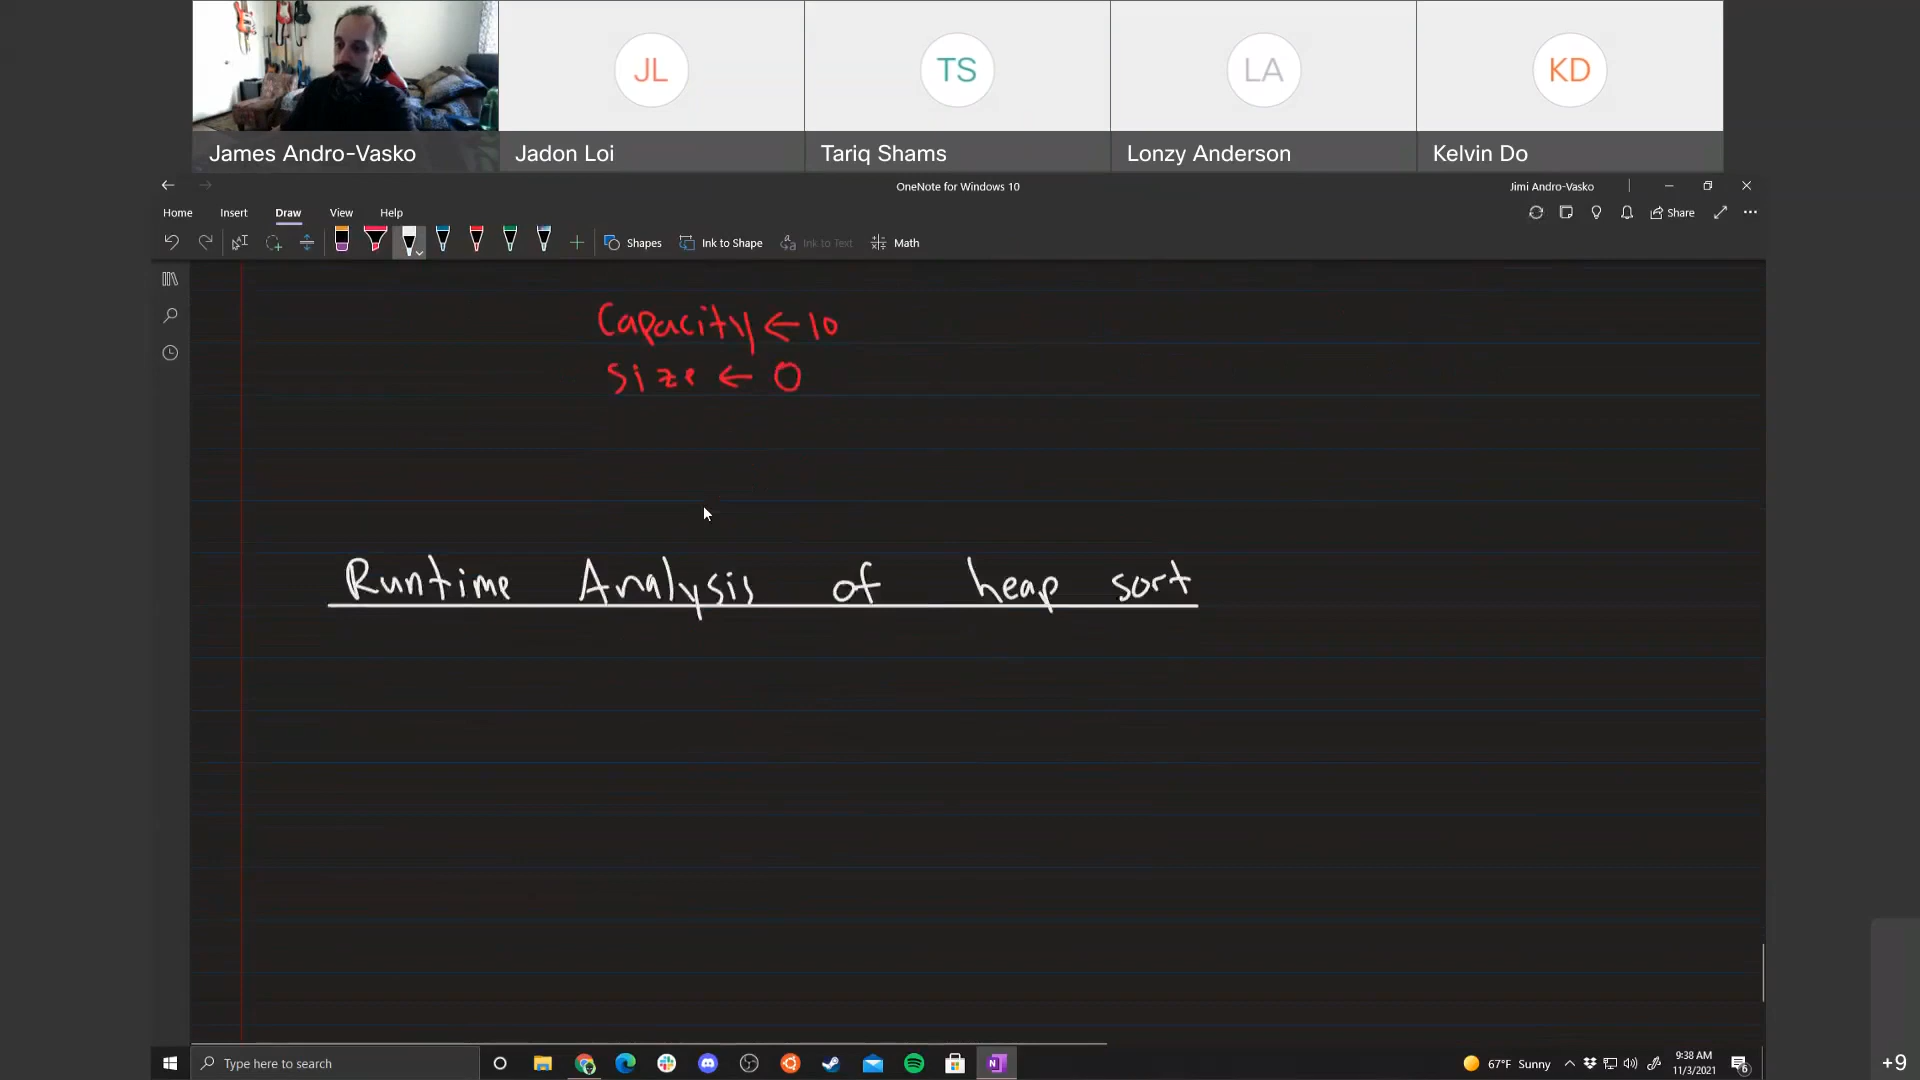 JL
TS
LA
KD
James Andro-Vasko
Jadon Loi
Tariq Shams
Lonzy Anderson
Kelvin Do
OneNote for Windows 10
Jimi Andro-Vasko
Home Insert Draw View Help
Share
Shapes Ink to Shape Ink to Text Math
Capacity ← 10
Size ← 0
Runtime Analysis of heap sort
Type here to search
67°F Sunny
9:38 AM
11/3/2021
6
+9